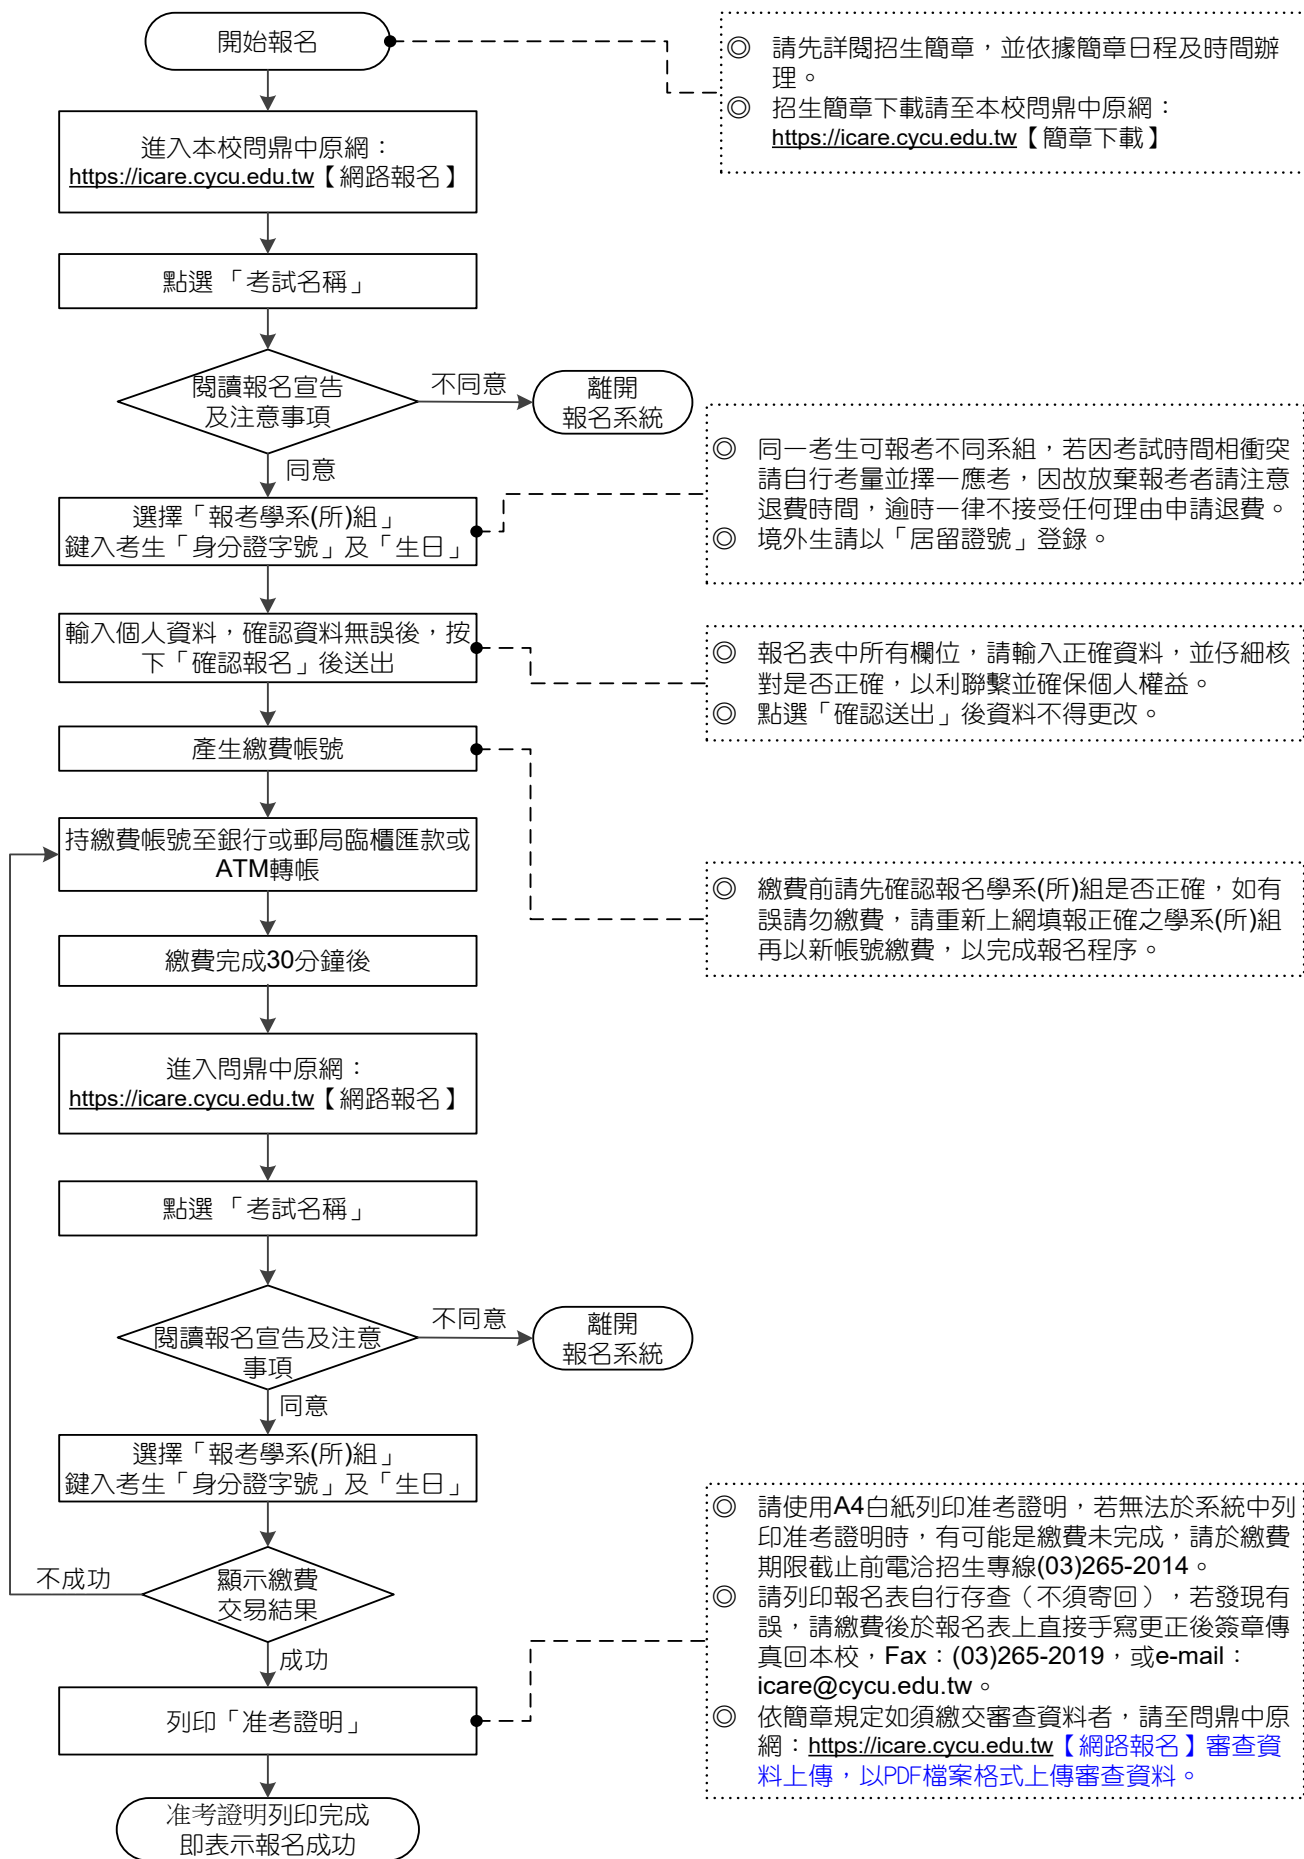 開始報名
◎ 請先詳閱招生簡章，並依據簡章日程及時間辦
理。
◎ 招生簡章下載請至本校問鼎中原網：
https://icare.cycu.edu.tw【簡章下載】
進入本校問鼎中原網：
https://icare.cycu.edu.tw【網路報名】
點選 「考試名稱」
閱讀報名宣告
及注意事項
不同意
離開
報名系統
同意
選擇「報考學系(所)組」
鍵入考生「身分證字號」及「生日」
◎ 同一考生可報考不同系組，若因考試時間相衝突
請自行考量並擇一應考，因故放棄報考者請注意
退費時間，逾時一律不接受任何理由申請退費。
◎ 境外生請以「居留證號」登錄。
輸入個人資料，確認資料無誤後，按
下「確認報名」後送出
◎ 報名表中所有欄位，請輸入正確資料，並仔細核
對是否正確，以利聯繫並確保個人權益。
◎ 點選「確認送出」後資料不得更改。
產生繳費帳號
持繳費帳號至銀行或郵局臨櫃匯款或
ATM轉帳
◎ 繳費前請先確認報名學系(所)組是否正確，如有
誤請勿繳費，請重新上網填報正確之學系(所)組
再以新帳號繳費，以完成報名程序。
繳費完成30分鐘後
進入問鼎中原網：
https://icare.cycu.edu.tw【網路報名】
點選 「考試名稱」
閱讀報名宣告及注意
事項
不同意
離開
報名系統
同意
選擇「報考學系(所)組」
鍵入考生「身分證字號」及「生日」
顯示繳費
交易結果
不成功
成功
列印「准考證明」
◎ 請使用A4白紙列印准考證明，若無法於系統中列
印准考證明時，有可能是繳費未完成，請於繳費
期限截止前電洽招生專線(03)265-2014。
◎ 請列印報名表自行存查（不須寄回），若發現有
誤，請繳費後於報名表上直接手寫更正後簽章傳
真回本校，Fax：(03)265-2019，或e-mail：
icare@cycu.edu.tw。
◎ 依簡章規定如須繳交審查資料者，請至問鼎中原
網：https://icare.cycu.edu.tw【網路報名】審查資
料上傳，以PDF檔案格式上傳審查資料。
准考證明列印完成
即表示報名成功